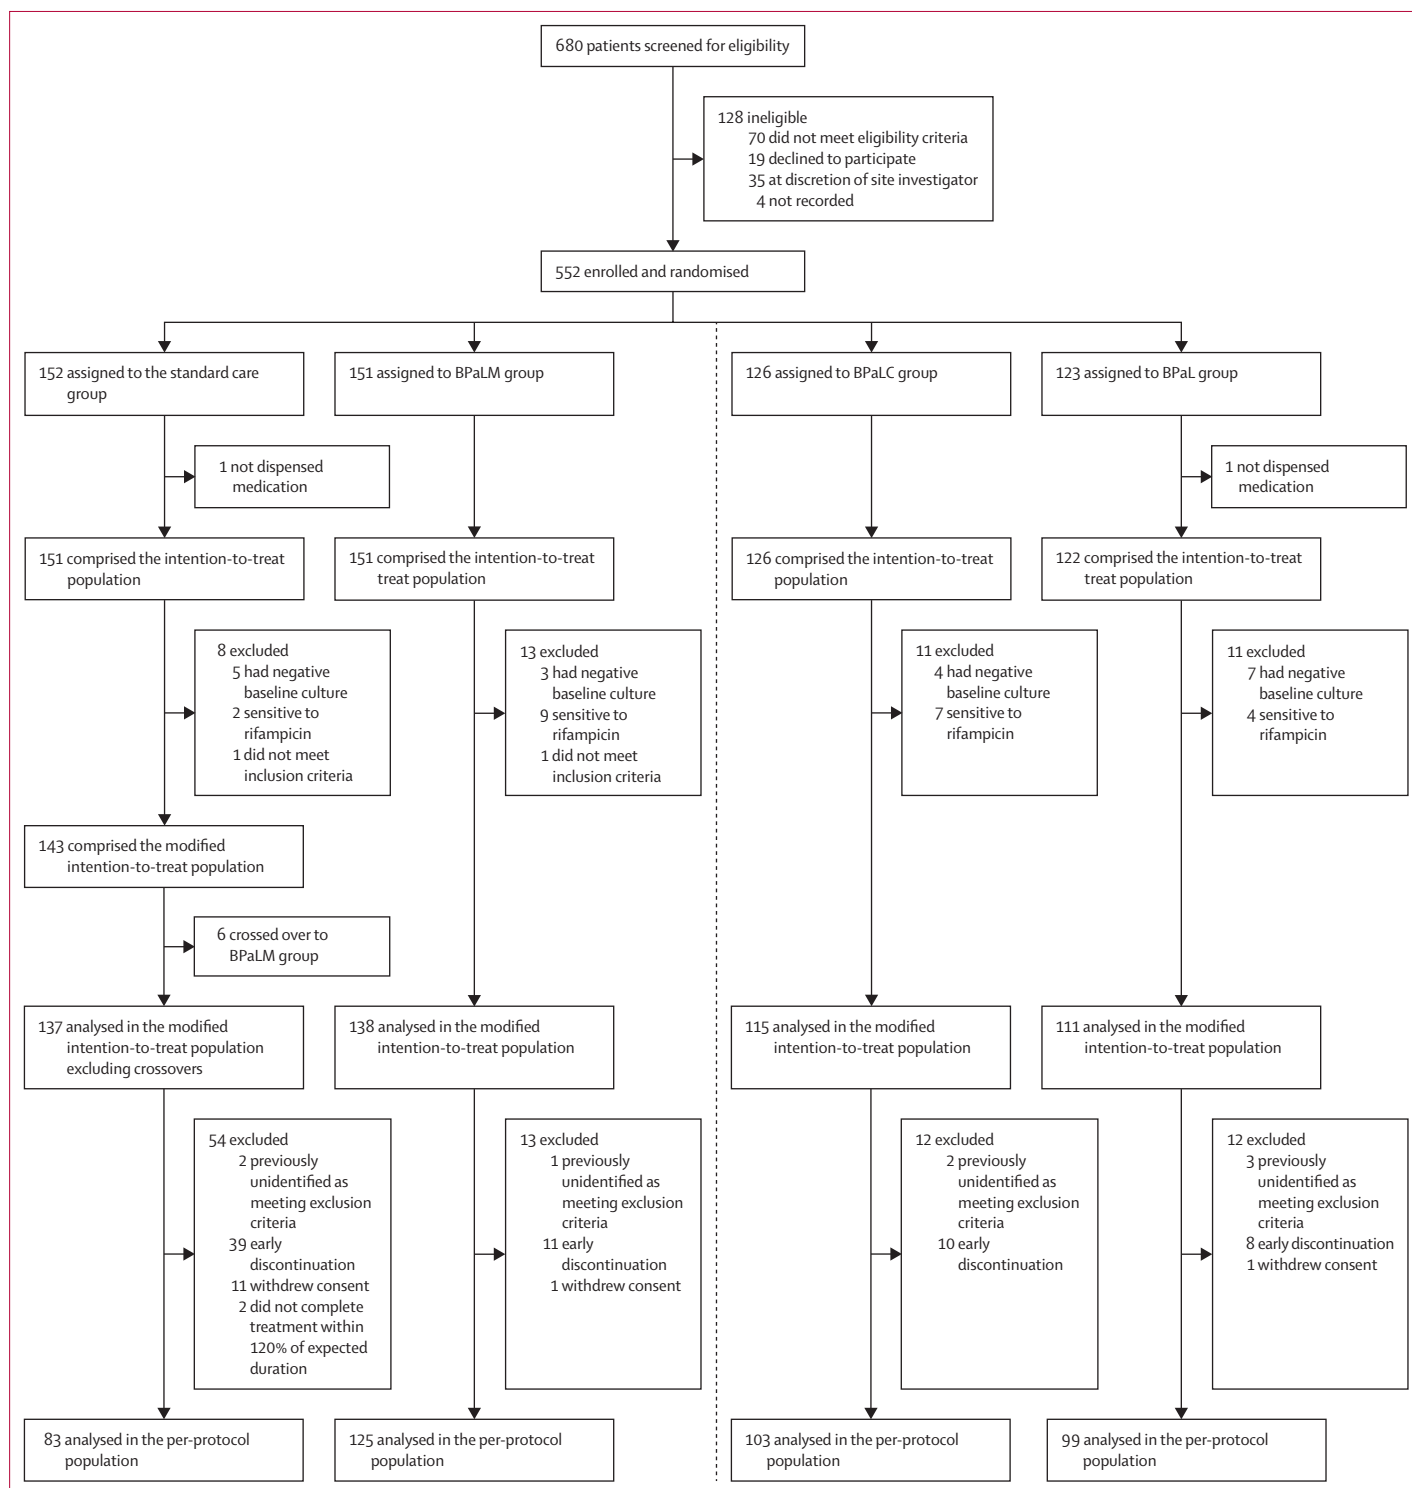 680 patients screened for eligibility
128 ineligible
70 did not meet eligibility criteria
19 declined to participate
35 at discretion of site investigator
4 not recorded
552 enrolled and randomised
152 assigned to the standard care
group
151 assigned to BPaLM group
126 assigned to BPaLC group
123 assigned to BPaL group
1 not dispensed
medication
1 not dispensed
medication
151 comprised the intention-to-treat
population
151 comprised the intention-to-treat
treat population
126 comprised the intention-to-treat
population
122 comprised the intention-to-treat
treat population
8 excluded
5 had negative
baseline culture
2 sensitive to
rifampicin
1 did not meet
inclusion criteria
13 excluded
3 had negative
baseline culture
9 sensitive to
rifampicin
1 did not meet
inclusion criteria
11 excluded
4 had negative
baseline culture
7 sensitive to
rifampicin
11 excluded
7 had negative
baseline culture
4 sensitive to
rifampicin
143 comprised the modified
intention-to-treat population
6 crossed over to
BPaLM group
137 analysed in the modified
intention-to-treat population
excluding crossovers
138 analysed in the modified
intention-to-treat population
115 analysed in the modified
intention-to-treat population
111 analysed in the modified
intention-to-treat population
54 excluded
2 previously
unidentified as
meeting exclusion
criteria
39 early
discontinuation
11 withdrew consent
2 did not complete
treatment within
120% of expected
duration
13 excluded
1 previously
unidentified as
meeting exclusion
criteria
11 early
discontinuation
1 withdrew consent
12 excluded
2 previously
unidentified as
meeting exclusion
criteria
10 early
discontinuation
12 excluded
3 previously
unidentified as
meeting exclusion
criteria
8 early discontinuation
1 withdrew consent
83 analysed in the per-protocol
population
125 analysed in the per-protocol
population
103 analysed in the per-protocol
population
99 analysed in the per-protocol
population